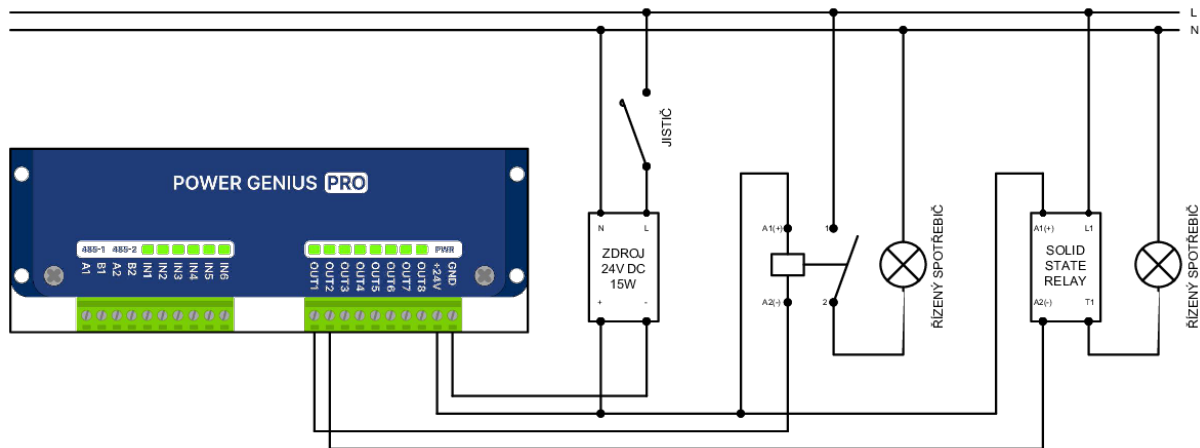 L
N
JISTIČ
POWER GENIUS PRO
485-1 485-2
A1 B1 A2 B2 IN1 IN2 IN3 IN4 IN5 IN6
PWR
OUT1 OUT2 OUT3 OUT4 OUT5 OUT6 OUT7 OUT8 +24V GND
N L
ZDROJ
24V DC
15W
+ -
A1(+)
A2(-)
1
2
ŘÍZENÝ SPOTŘEBIČ
A1(+) L1
SOLID
STATE
RELAY
A2(-) T1
ŘÍZENÝ SPOTŘEBIČ